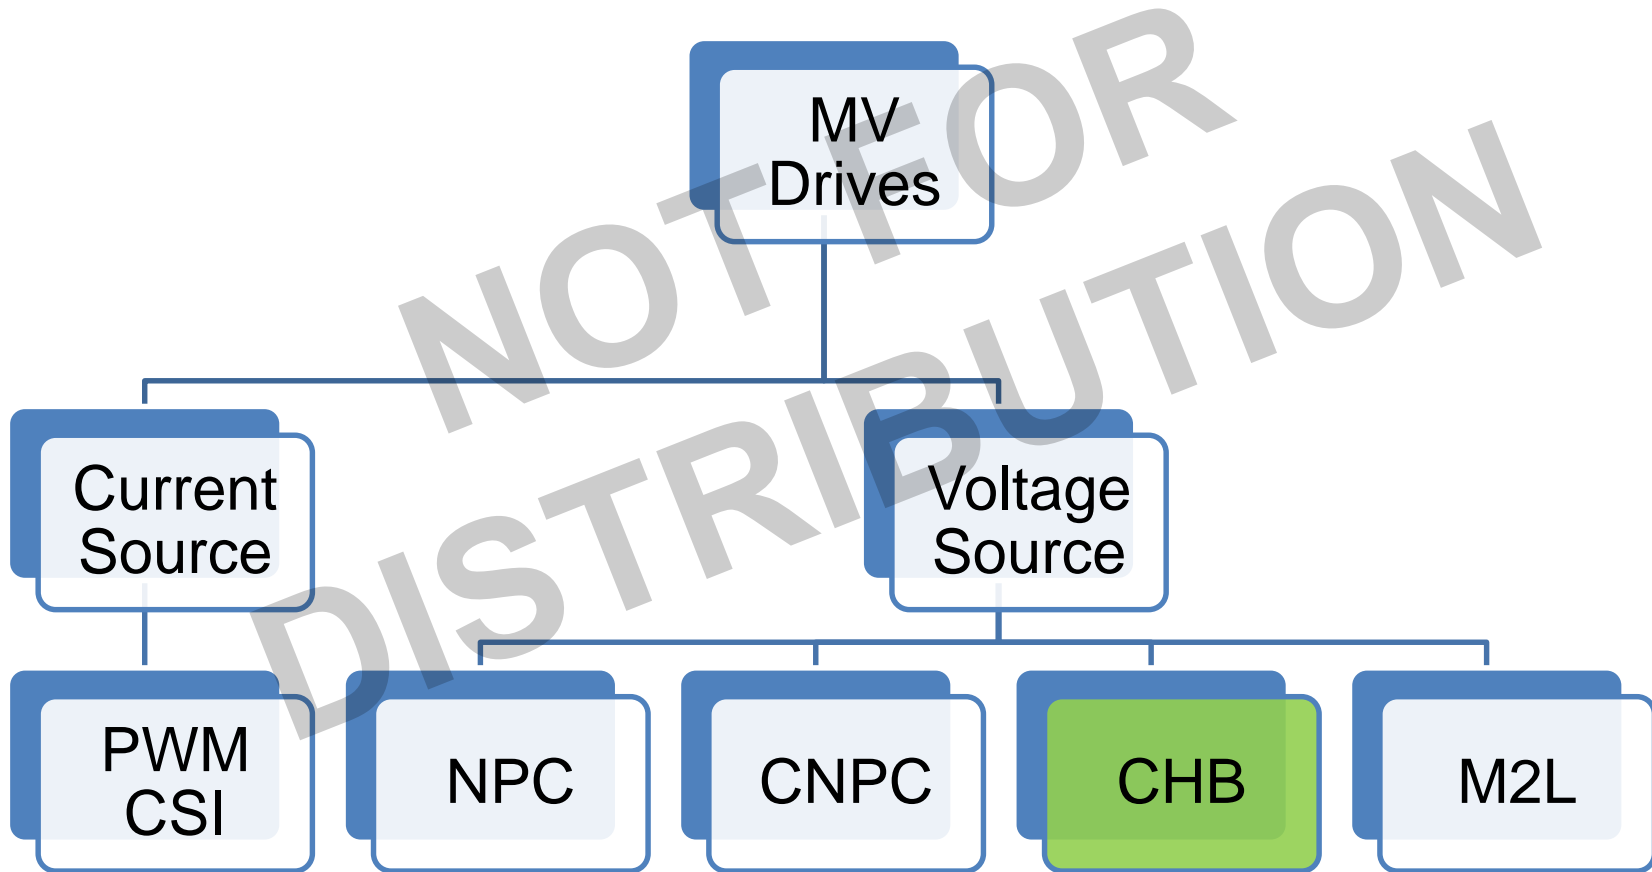 MV
Drives
NOT FOR
DISTRIBUTION
Current
Source
Voltage
Source
PWM
CSI
NPC
CNPC
CHB
M2L